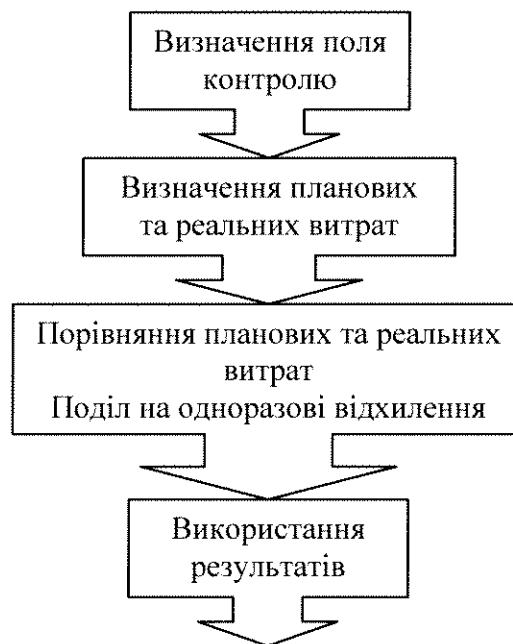 Визначення поля
контролю
Визначення планових
та реальних витрат
Порівняння планових та реальних
витрат
Поділ на одноразові відхилення
Використання
результатів